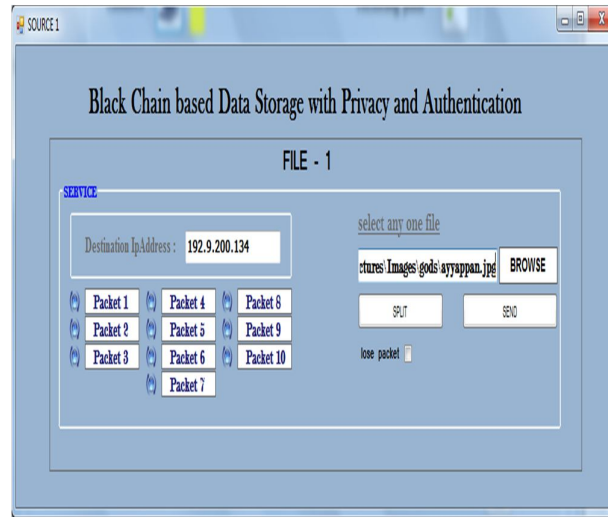 SOURCE 1
Black Chain based Data Storage with Privacy and Authentication
FILE - 1
SERVICE
Destination IpAddress : 192.9.200.134
select any one file
ctures\Images\gods\ayyappan.jpg BROWSE
SPLIT SEND
lose packet
Packet 1 Packet 4 Packet 8
Packet 2 Packet 5 Packet 9
Packet 3 Packet 6 Packet 10
Packet 7